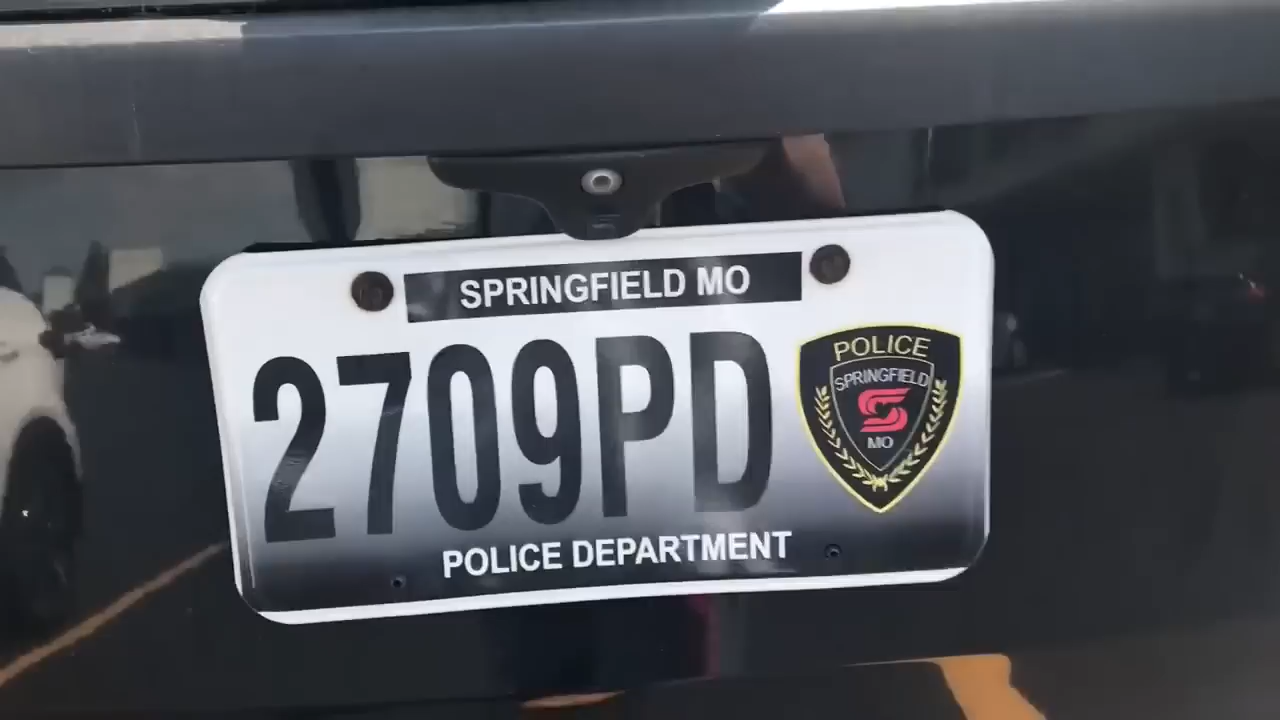 SPRINGFIELD MO
2709PD
POLICE
SPRINGFIELD
MO
POLICE DEPARTMENT